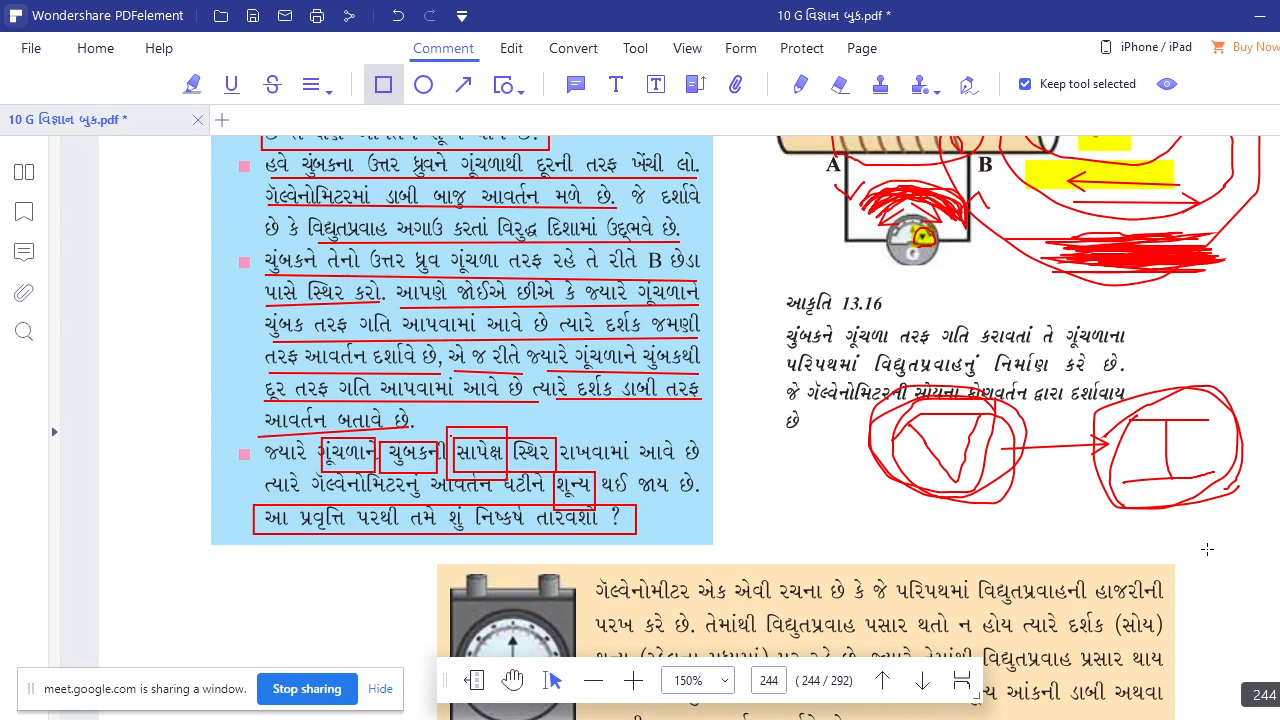 Wondershare PDFelement
10 G વિજ્ઞાન બુક.pdf *
File Home Help Comment Edit Convert Tool View Form Protect Page iPhone / iPad Buy Now
Keep tool selected
10 G વિજ્ઞાન બુક.pdf *
હવે ચુંબકના ઉત્તર ધ્રુવને ગૂંચળાથી દૂરની તરફ ખેંચી લો.
ગૅલ્વેનોમિટરમાં ડાબી બાજુ આવર્તન મળે છે. જે દર્શાવે
છે કે વિદ્યુતપ્રવાહ અગાઉ કરતાં વિરુદ્ધ દિશામાં ઉદ્ભવે છે.
ચુંબકને તેનો ઉત્તર ધ્રુવ ગૂંચળા તરફ રહે તે રીતે B છેડા
પાસે સ્થિર કરો. આપણે જોઈએ છીએ કે જ્યારે ગૂંચળાને
ચુંબક તરફ ગતિ આપવામાં આવે છે ત્યારે દર્શક જમણી
તરફ આવર્તન દર્શાવે છે, એ જ રીતે જ્યારે ગૂંચળાને ચુંબકથી
દૂર તરફ ગતિ આપવામાં આવે છે ત્યારે દર્શક ડાબી તરફ
આવર્તન બતાવે છે.
જ્યારે ગૂંચળાને ચુબકની સાપેક્ષ સ્થિર રાખવામાં આવે છે
ત્યારે ગૅલ્વેનોમિટરનું આવર્તન ઘટીને શૂન્ય થઈ જાય છે.
આ પ્રવૃત્તિ પરથી તમે શું નિષ્કર્ષ તારવશો ?
A B
G
આકૃતિ 13.16
ચુંબકને ગૂંચળા તરફ ગતિ કરાવતાં તે ગૂંચળાના
પરિપથમાં વિદ્યુતપ્રવાહનું નિર્માણ કરે છે.
જે ગૅલ્વેનોમિટરની સોયના કોણાવર્તન દ્વારા દર્શાવાય
છે
V I
ગૅલ્વેનોમીટર એક એવી રચના છે કે જે પરિપથમાં વિદ્યુતપ્રવાહની હાજરીની
પરખ કરે છે. તેમાંથી વિદ્યુતપ્રવાહ પસાર થતો ન હોય ત્યારે દર્શક (સોય)
વિદ્યુતપ્રવાહ પ્રસાર થાય
આંકની ડાબી અથવા
meet.google.com is sharing a window. Stop sharing Hide
150% 244 ( 244 / 292)
244